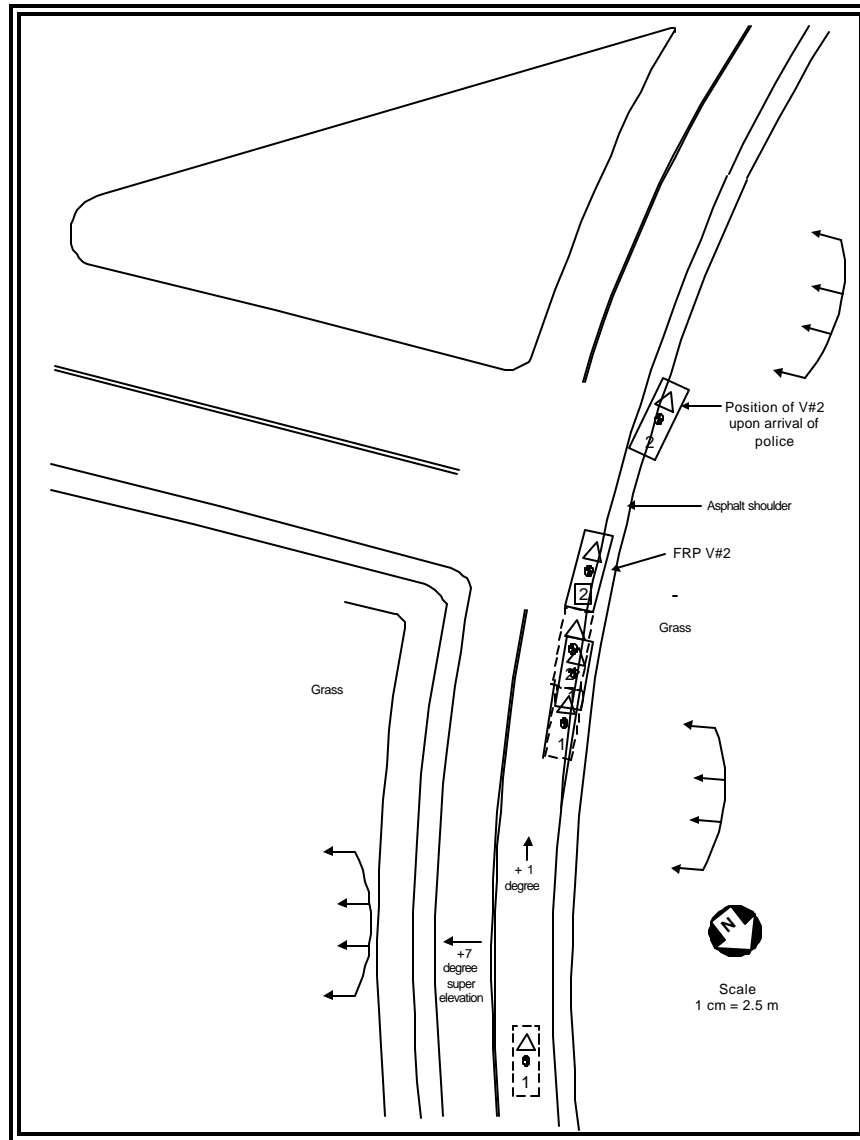 Position of V#2
upon arrival of
police
2
Asphalt shoulder
FRP V#2
2
-
Grass
2
Grass
1
+ 1
degree
N
+7
degree
super
elevation
Scale
1 cm = 2.5 m
1